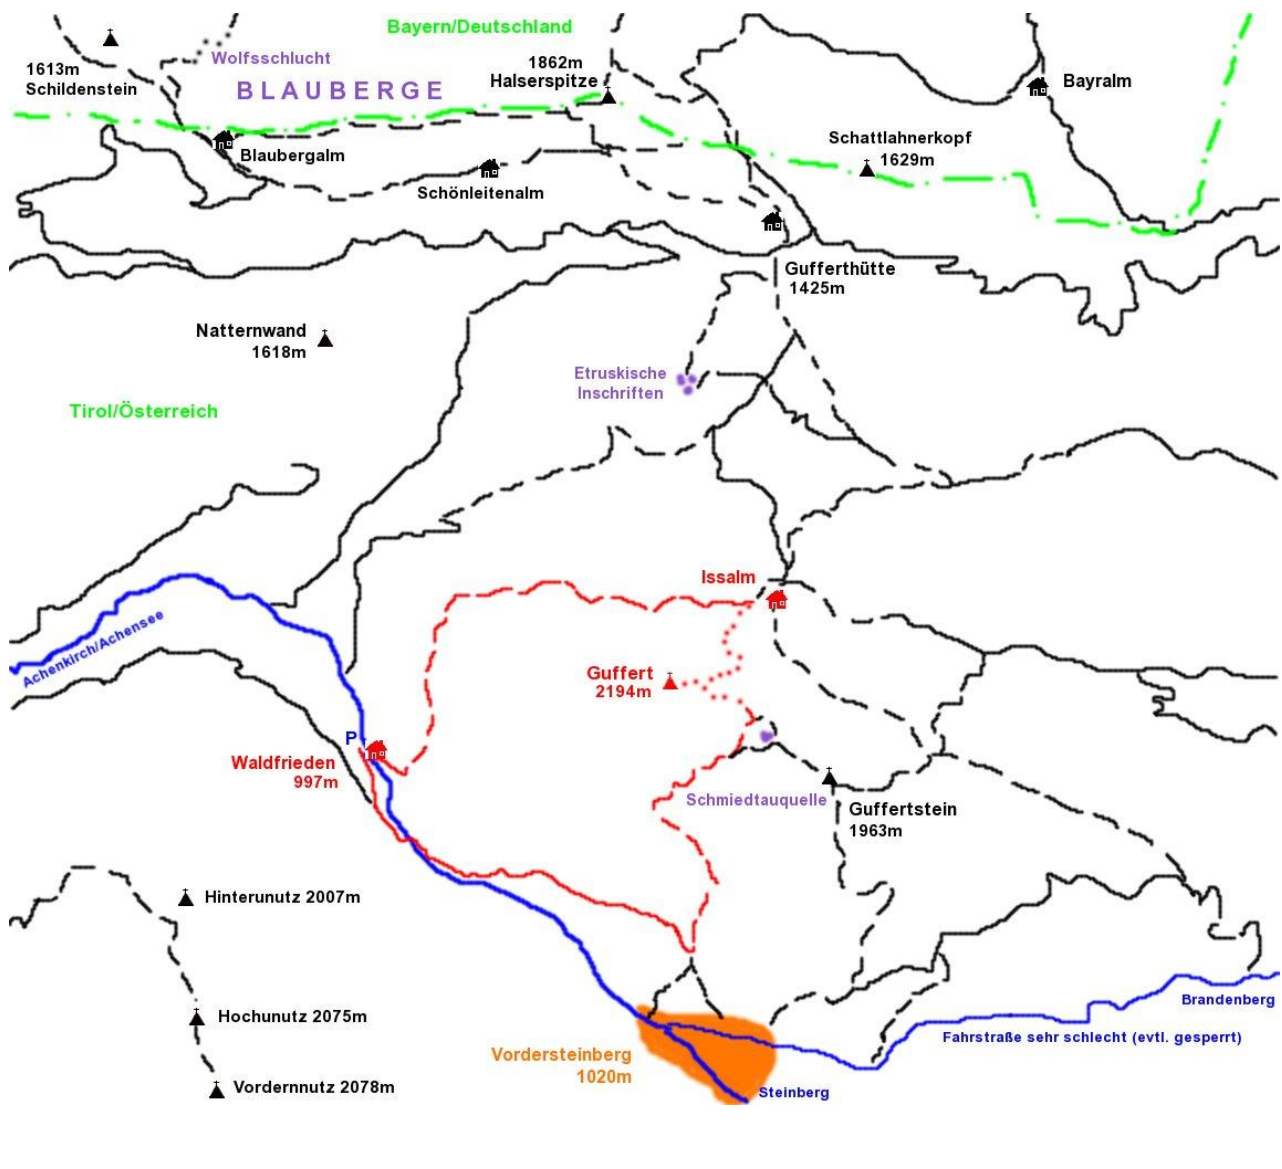 Bayern/Deutschland
Wolfsschlucht
1613m
Schildenstein
BLAUBERGE
1862m
Halserspitze
Bayralm
Schattlahnerkopf
1629m
Blaubergalm
Schönleitenalm
Gufferthütte
1425m
Natternwand
1618m
Etruskische
Inschriften
Tirol/Österreich
Issalm
Achenkirch/Achensee
Guffert
2194m
P
Waldfrieden
997m
Schmiedtauquelle
Guffertstein
1963m
Hinterunutz 2007m
Hochunutz 2075m
Brandenberg
Fahrstraße sehr schlecht (evtl. gesperrt)
Vordersteinberg
1020m
Vordernnutz 2078m
Steinberg